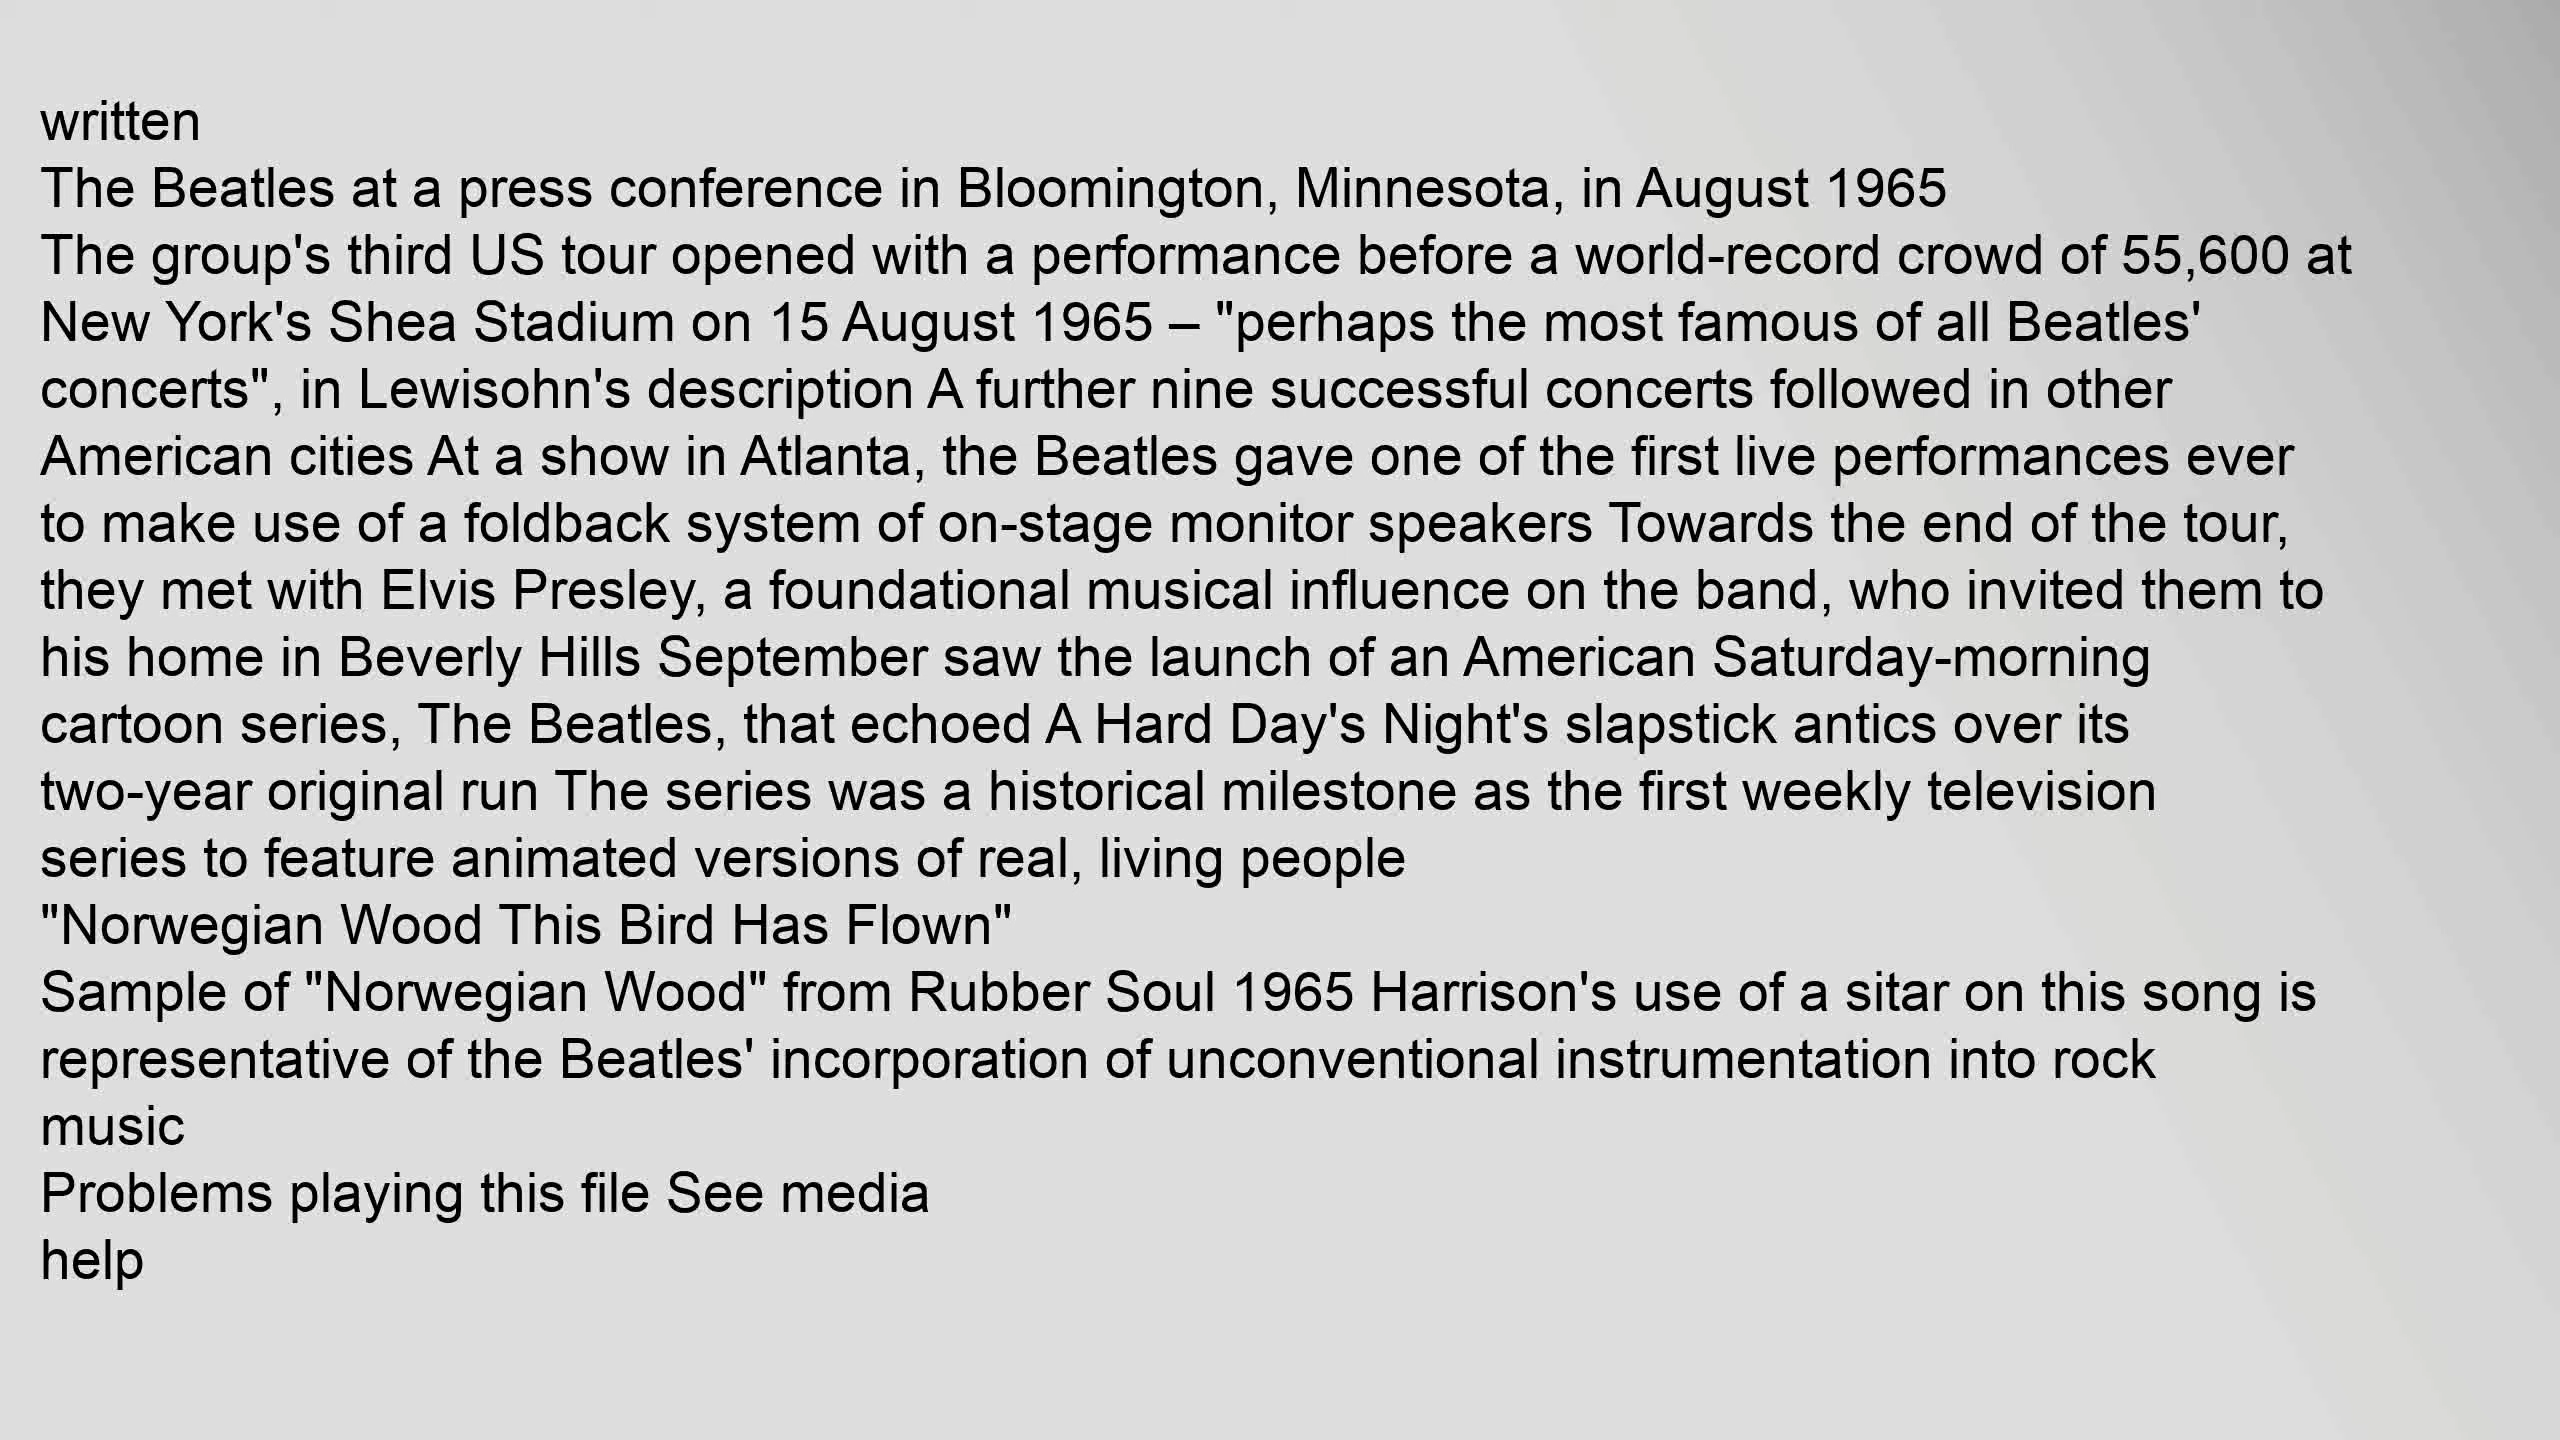 written
The Beatles at a press conference in Bloomington, Minnesota, in August 1965
The group's third US tour opened with a performance before a world-record crowd of 55,600 at
New York's Shea Stadium on 15 August 1965 – "perhaps the most famous of all Beatles'
concerts", in Lewisohn's description A further nine successful concerts followed in other
American cities At a show in Atlanta, the Beatles gave one of the first live performances ever
to make use of a foldback system of on-stage monitor speakers Towards the end of the tour,
they met with Elvis Presley, a foundational musical influence on the band, who invited them to
his home in Beverly Hills September saw the launch of an American Saturday-morning
cartoon series, The Beatles, that echoed A Hard Day's Night's slapstick antics over its
two-year original run The series was a historical milestone as the first weekly television
series to feature animated versions of real, living people
"Norwegian Wood This Bird Has Flown"
Sample of "Norwegian Wood" from Rubber Soul 1965 Harrison's use of a sitar on this song is
representative of the Beatles' incorporation of unconventional instrumentation into rock
music
Problems playing this file See media
help